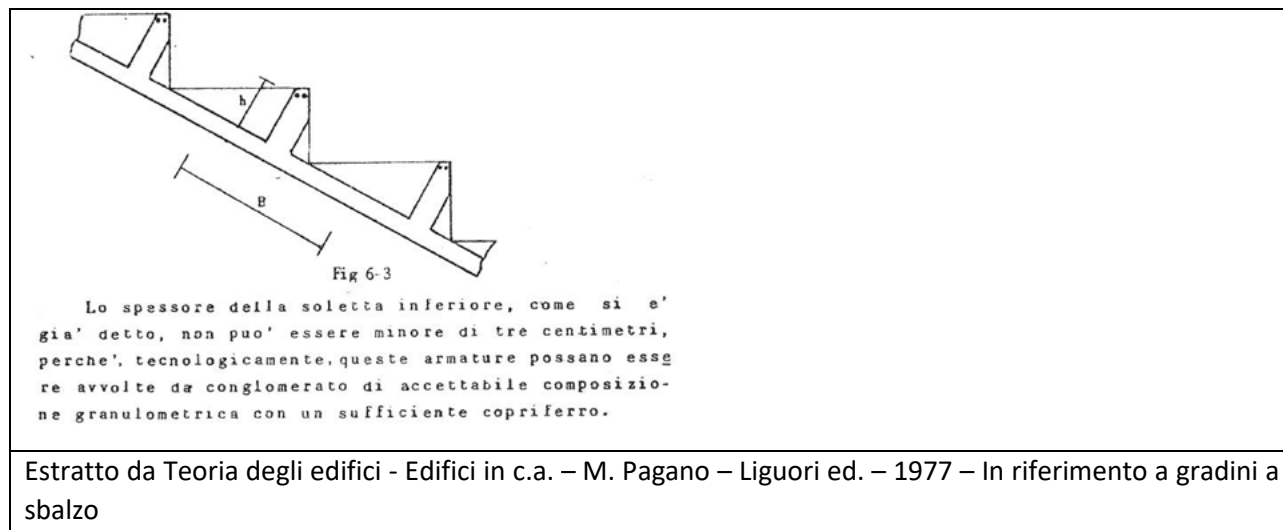 h
B
Fig 6-3
Lo spessore della soletta inferiore, come si e'
gia' detto, non puo' essere minore di tre centimetri,
perche', tecnologicamente, queste armature possano esse
re avvolte da conglomerato di accettabile composizio-
ne granulometrica con un sufficiente copriferro.
Estratto da Teoria degli edifici - Edifici in c.a. – M. Pagano – Liguori ed. – 1977 – In riferimento a gradini a
sbalzo